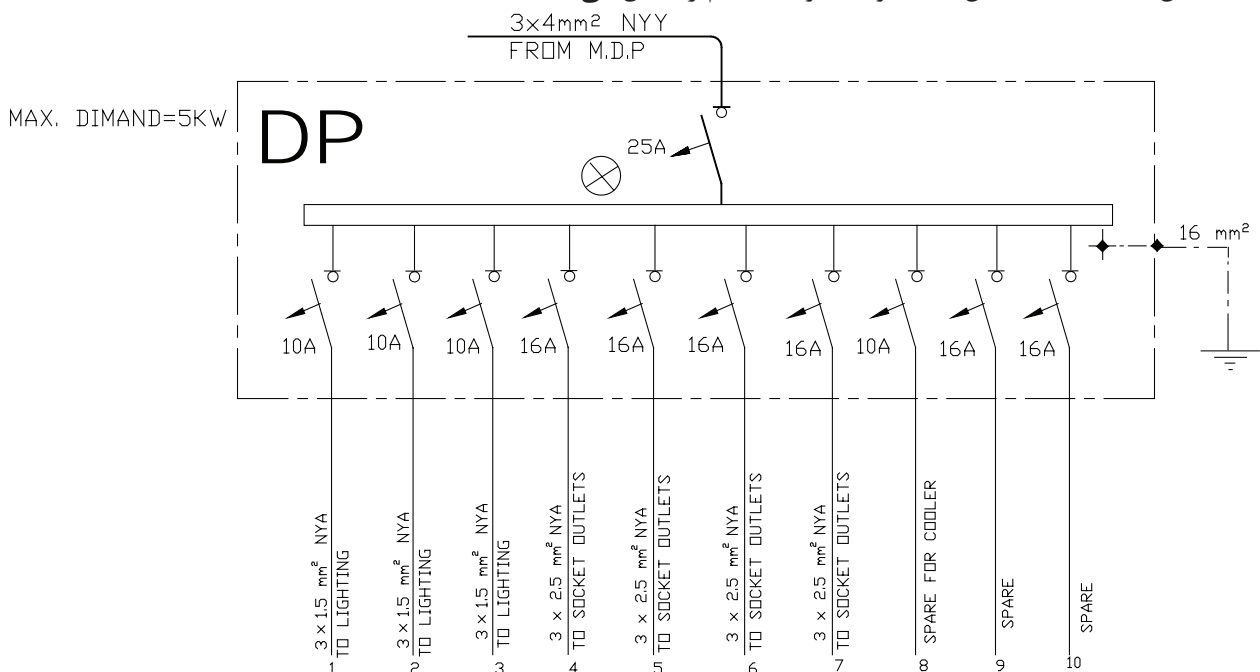 3x4mm² NYY
FROM M.D.P
MAX. DIMAND=5KW
DP
25A
16 mm²
10A
10A
10A
16A
16A
16A
16A
10A
16A
16A
3 x 1.5 mm² NYA
TO LIGHTING
3 x 1.5 mm² NYA
TO LIGHTING
3 x 1.5 mm² NYA
TO LIGHTING
3 x 2.5 mm² NYA
TO SOCKET OUTLETS
3 x 2.5 mm² NYA
TO SOCKET OUTLETS
3 x 2.5 mm² NYA
TO SOCKET OUTLETS
3 x 2.5 mm² NYA
TO SOCKET OUTLETS
SPARE FOR COOLER
SPARE
SPARE
1
2
3
4
5
6
7
8
9
10